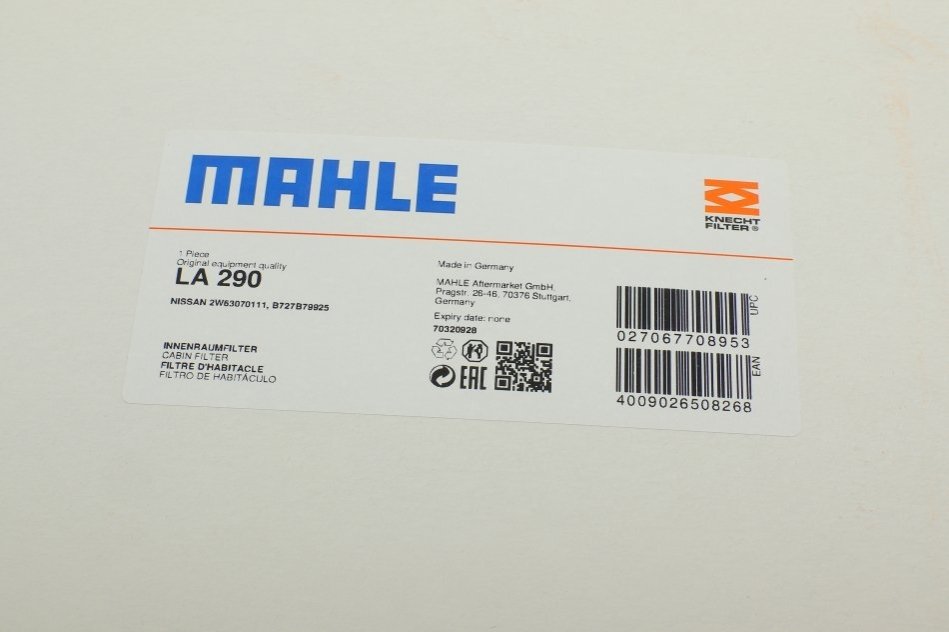 MAHLE
KNECHT
FILTER®
1 Piece
Original equipment quality
LA 290
NISSAN 2W63070111, B727B79925
INNENRAUMFILTER
CABIN FILTER
FILTRE D'HABITACLE
FILTRO DE HABITÁCULO
Made in Germany
MAHLE Aftermarket GmbH,
Pragstr. 26-46, 70376 Stuttgart,
Germany
Expiry date: none
70320928
EAC
UPC
027067708953
EAN
4009026508268